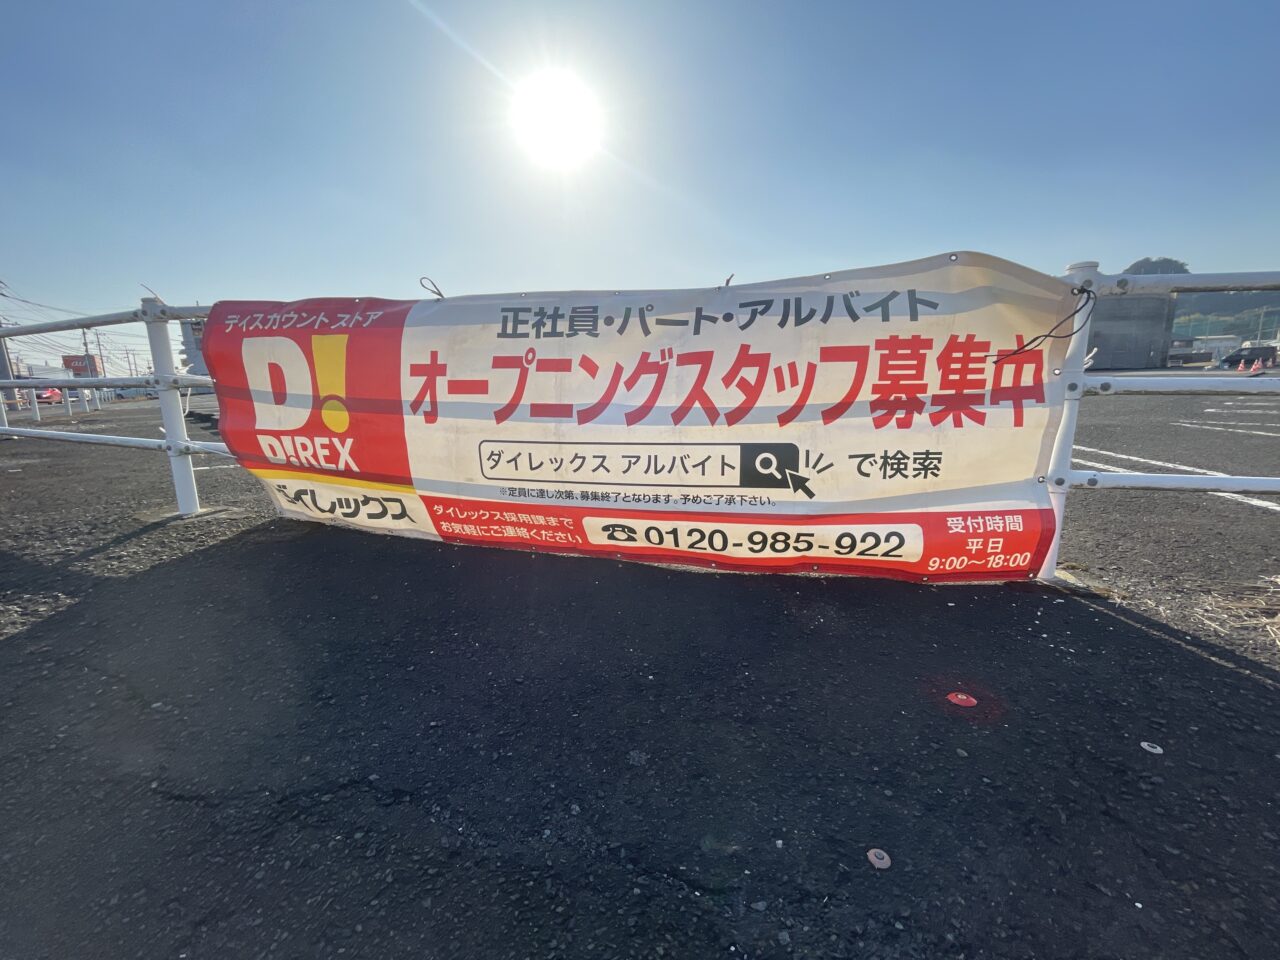 ディスカウント ストア
D!
D!REX
ダイレックス
正社員・パート・アルバイト
オープニングスタッフ募集中
ダイレックス アルバイト
で検索
※定員に達し次第、募集終了となります。予めご了承下さい。
ダイレックス採用課まで
お気軽にご連絡ください
☎0120-985-922
受付時間
平日
9:00〜18:00